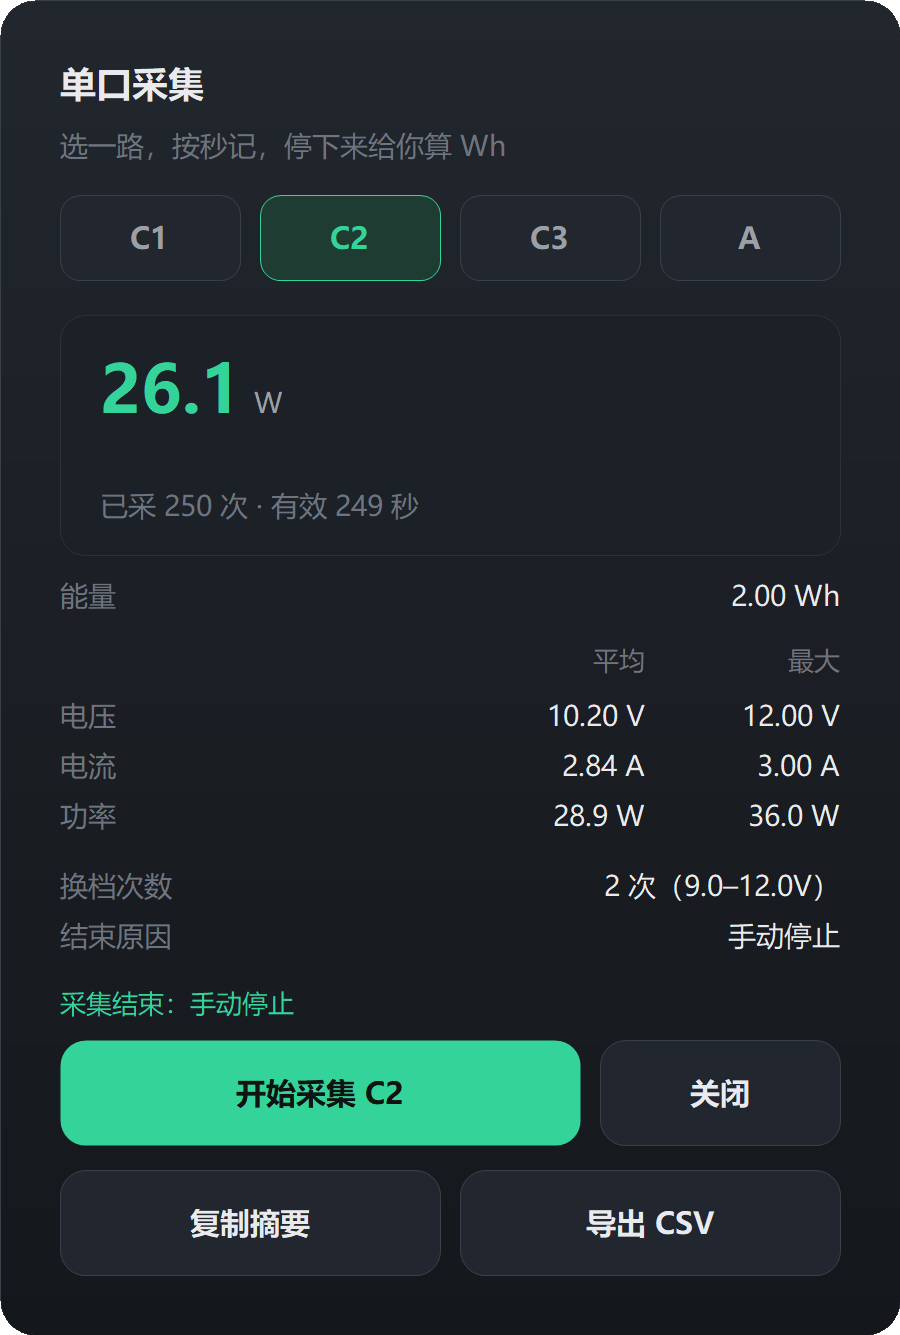 单口采集
选一路，按秒记，停下来给你算 Wh
C1 C2 C3 A
26.1 W
已采 250 次 · 有效 249 秒
能量 2.00 Wh
平均 最大
电压 10.20 V 12.00 V
电流 2.84 A 3.00 A
功率 28.9 W 36.0 W
换档次数 2 次（9.0–12.0V）
结束原因 手动停止
采集结束：手动停止
开始采集 C2 关闭
复制摘要 导出 CSV